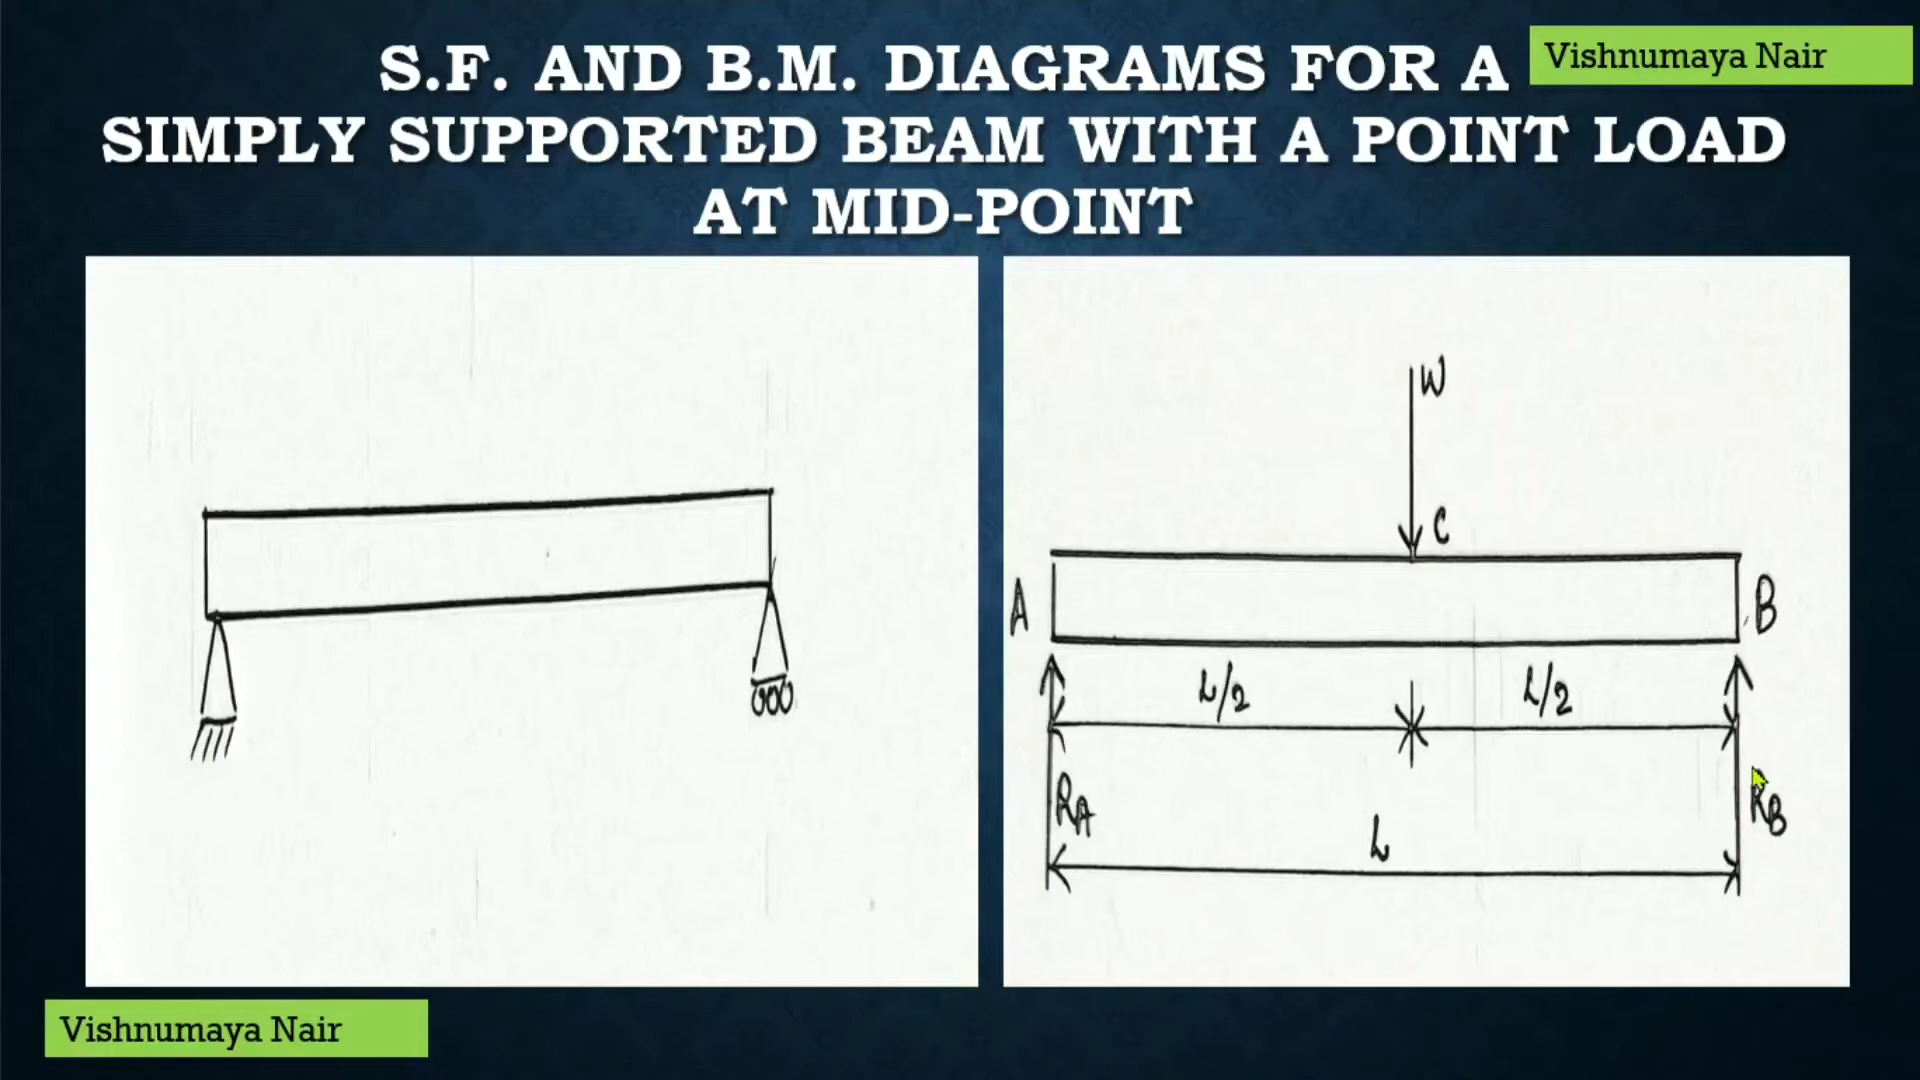 S.F. AND B.M. DIAGRAMS FOR A
SIMPLY SUPPORTED BEAM WITH A POINT LOAD
AT MID-POINT
Vishnumaya Nair
W
C
A
B
L/2
L/2
RA
RB
L
Vishnumaya Nair